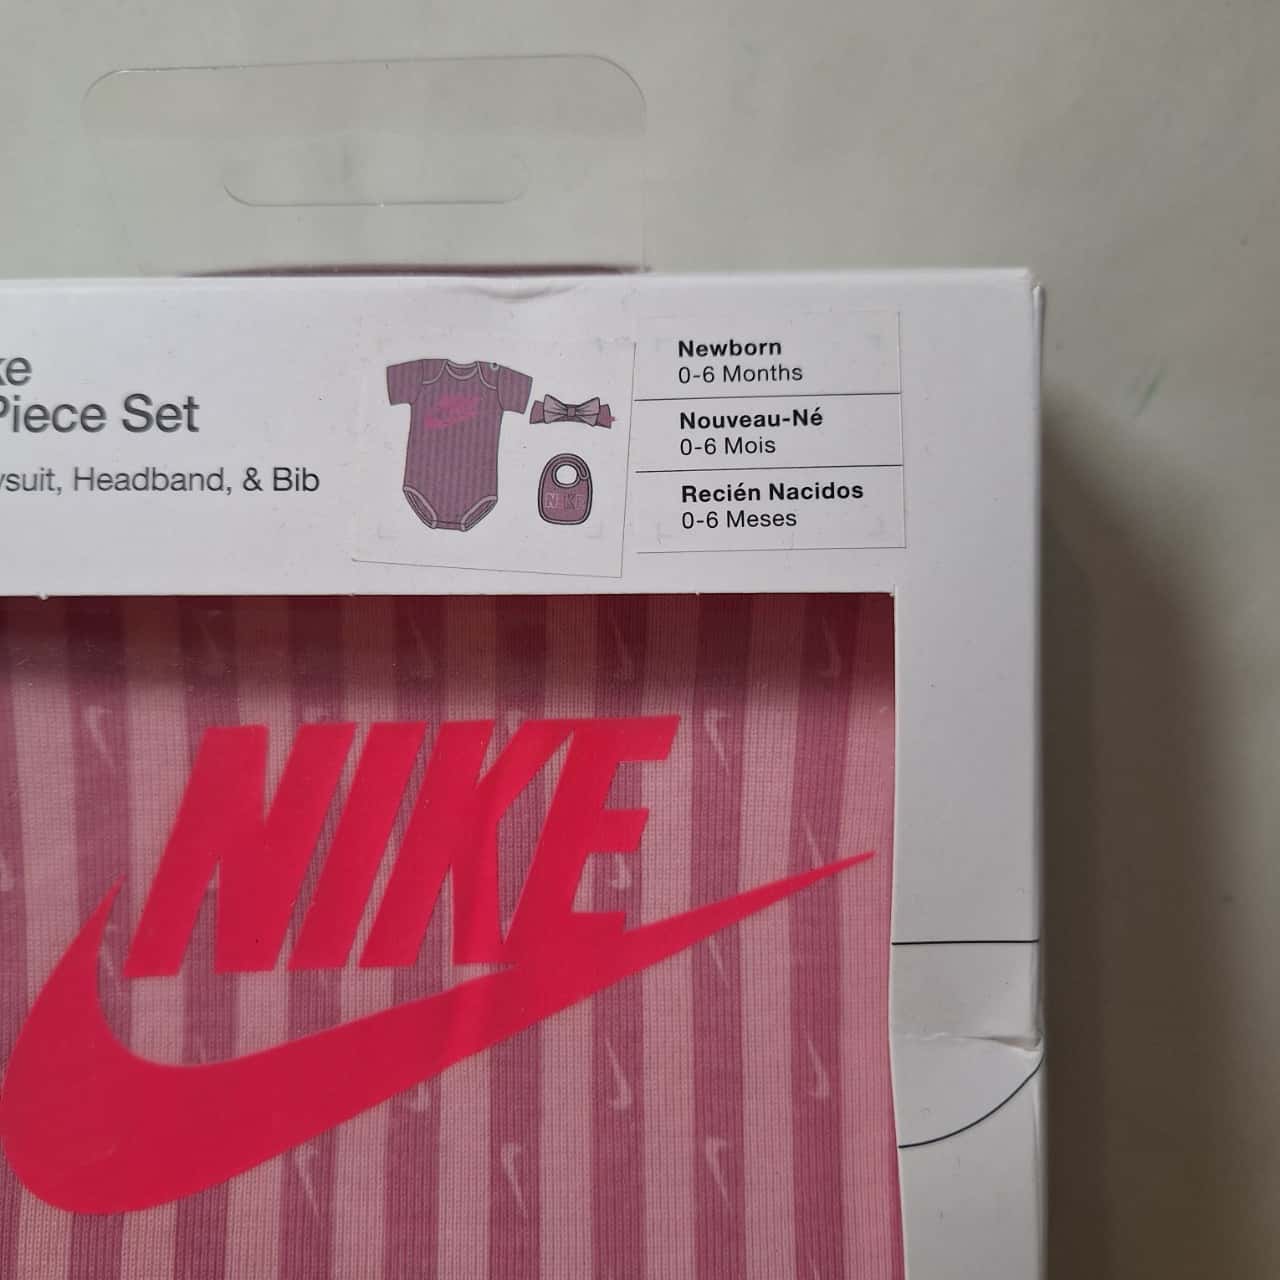 ke
Piece Set
ysuit, Headband, & Bib
NIKE
Newborn
0-6 Months
Nouveau-Né
0-6 Mois
Recién Nacidos
0-6 Meses
NIKE